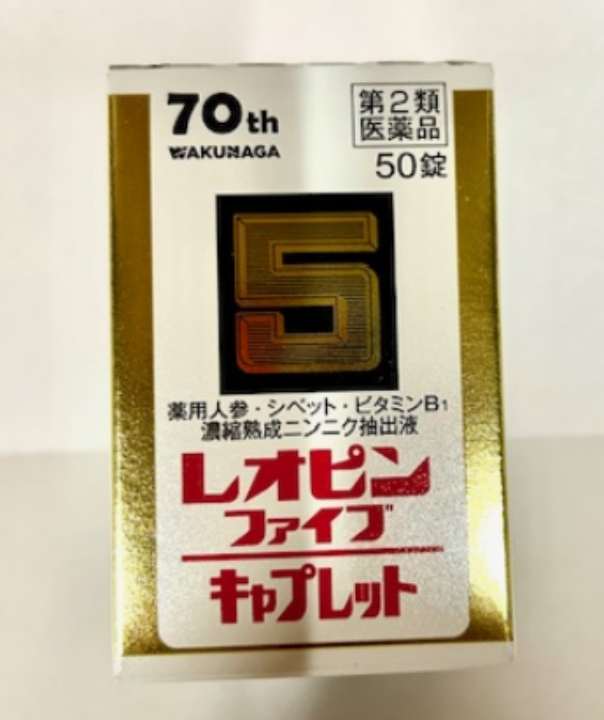 70th
WAKUNAGA
第2類
医薬品
50錠
5
薬用人参・シベット・ビタミンB1
濃縮熟成ニンニク抽出液
レオピン
ファイブ
キャプレット